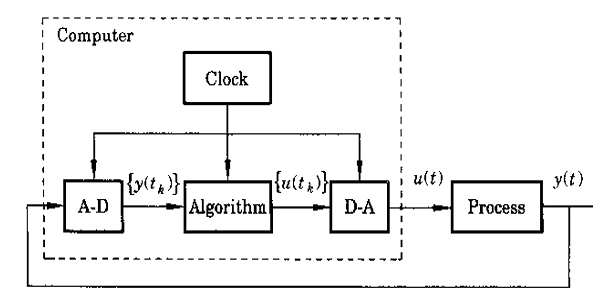 Computer
Clock
{y(t_k)} {u(t_k)} u(t) y(t)
A-D Algorithm D-A Process